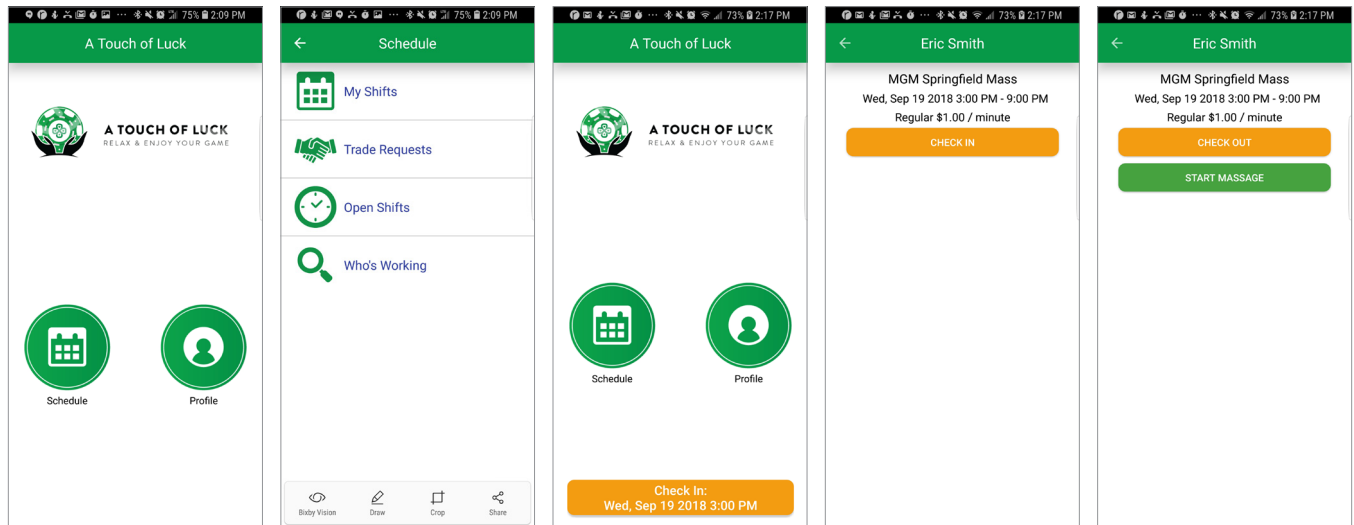 75% 2:09 PM
A Touch of Luck
A TOUCH OF LUCK
RELAX & ENJOY YOUR GAME
Schedule
Profile
75% 2:09 PM
Schedule
My Shifts
Trade Requests
Open Shifts
Who's Working
Bixby Vision
Draw
Crop
Share
73% 2:17 PM
A Touch of Luck
A TOUCH OF LUCK
RELAX & ENJOY YOUR GAME
Schedule
Profile
Check In:
Wed, Sep 19 2018 3:00 PM
73% 2:17 PM
Eric Smith
MGM Springfield Mass
Wed, Sep 19 2018 3:00 PM - 9:00 PM
Regular $1.00 / minute
CHECK IN
73% 2:17 PM
Eric Smith
MGM Springfield Mass
Wed, Sep 19 2018 3:00 PM - 9:00 PM
Regular $1.00 / minute
CHECK OUT
START MASSAGE